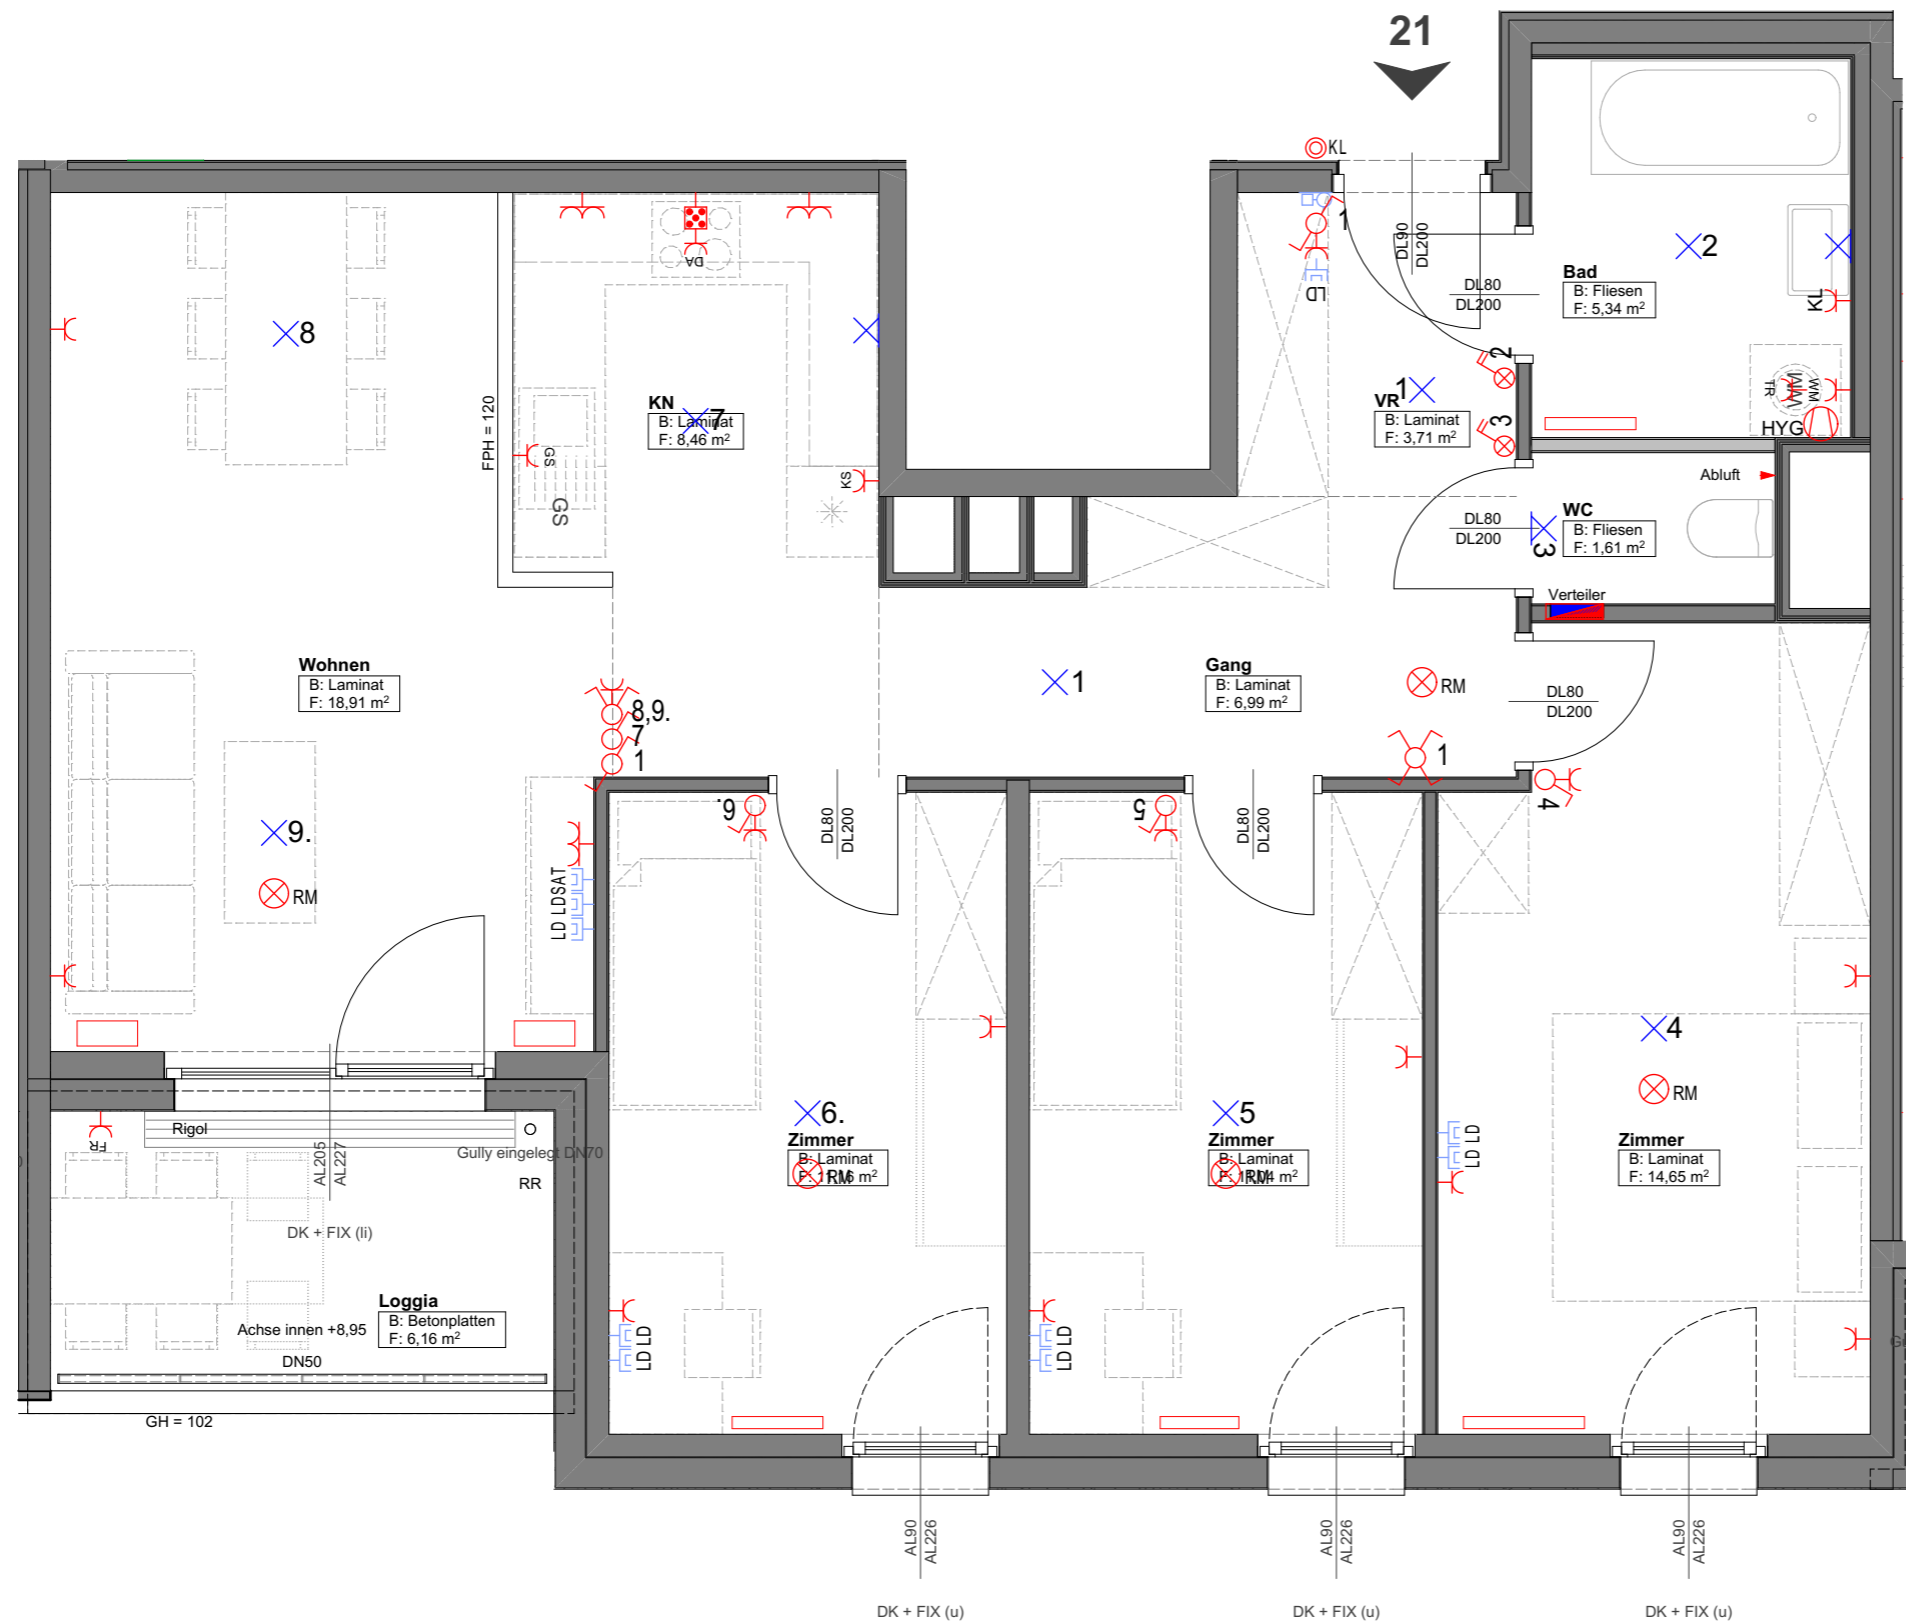 21
KL
1
DL90
DL200
LD
DL80
DL200
2
Bad
B: Fliesen
F: 5,34 m²
KL
2
3
TR
WM
HYG
8
DA
FPH = 120
KN
B: Laminat
F: 8,46 m²
7
GS
GS
KS
1
VR
B: Laminat
F: 3,71 m²
Abluft
DL80
DL200
3
WC
B: Fliesen
F: 1,61 m²
Verteiler
Wohnen
B: Laminat
F: 18,91 m²
8,9.
7
1
1
Gang
B: Laminat
F: 6,99 m²
RM
1
DL80
DL200
4
9.
RM
LD LDSAT
6.
DL80
DL200
5
DL80
DL200
4
RM
6.
Zimmer
B: Laminat
RM
5
Zimmer
B: Laminat
RM
LD LD
Zimmer
B: Laminat
F: 14,65 m²
FR
Rigol
AL205
AL227
Gully eingelegt DN70
RR
DK + FIX (li)
Loggia
B: Betonplatten
F: 6,16 m²
Achse innen +8,95
DN50
GH = 102
LD LD
LD LD
AL90
AL226
AL90
AL226
AL90
AL226
DK + FIX (u)
DK + FIX (u)
DK + FIX (u)